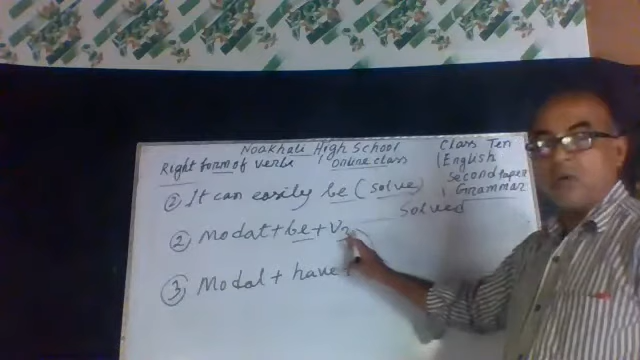 Noakhali High School
Right form of verbs 1 online class
Class Ten
English
Second Paper
Grammar
② It can easily be (solve)
Solved
② Modal + be + V3
③ Modal + have +